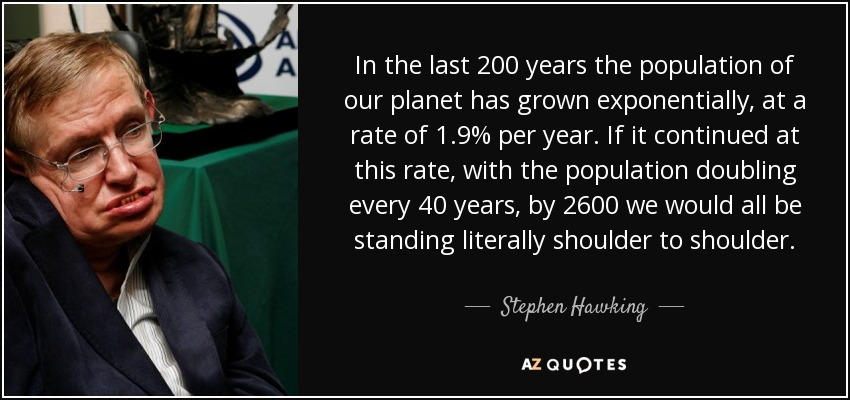 A
A
In the last 200 years the population of
our planet has grown exponentially, at a
rate of 1.9% per year. If it continued at
this rate, with the population doubling
every 40 years, by 2600 we would all be
standing literally shoulder to shoulder.
Stephen Hawking
AZ QUOTES